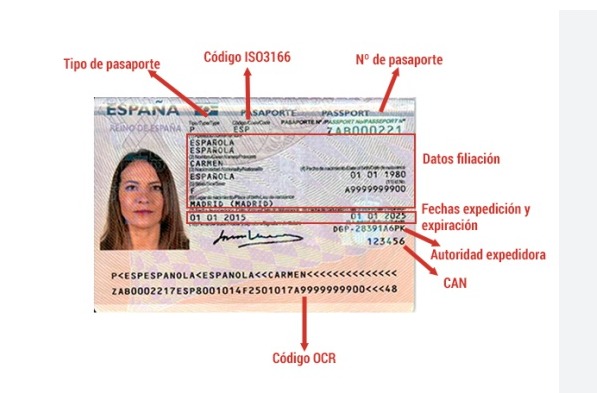 Código ISO3166
Nº de pasaporte
Tipo de pasaporte
ESPAÑA PASAPORTE PASSPORT
REINO DE ESPAÑA
P ESP ZAB000221
ESPAÑOLA
ESPAÑOLA
CARMEN
ESPAÑOLA 01 01 1980
F A9999999900
MADRID (MADRID)
Datos filiación
01 01 2015 01 01 2025
Fechas expedición y
expiración
DGP-28391A6PK
Autoridad expedidora
123456
CAN
P<ESPESPANOLA<ESPANOLA<<CARMEN<<<<<<<<<<<<<<
ZAB0002217ESP8001014F2501017A9999999900<<<48
Código OCR